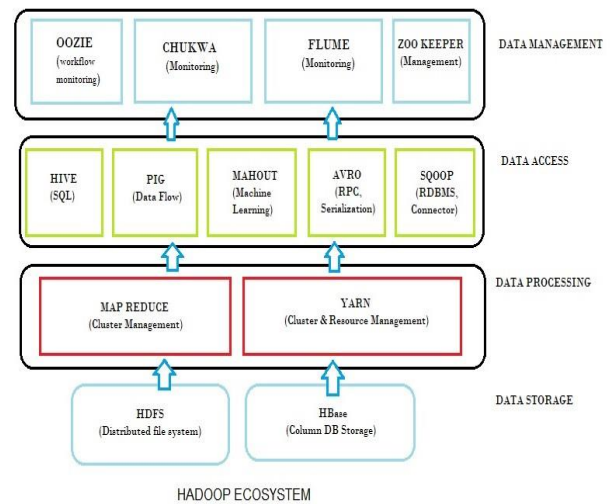 OOZIE
(workflow
monitoring)
CHUKWA
(Monitoring)
FLUME
(Monitoring)
ZOO KEEPER
(Management)
DATA MANAGEMENT
HIVE
(SQL)
PIG
(Data Flow)
MAHOUT
(Machine
Learning)
AVRO
(RPC,
Serialization)
SQOOP
(RDBMS,
Connector)
DATA ACCESS
MAP REDUCE
(Cluster Management)
YARN
(Cluster & Resource Management)
DATA PROCESSING
HDFS
(Distributed file system)
HBase
(Column DB Storage)
DATA STORAGE
HADOOP ECOSYSTEM